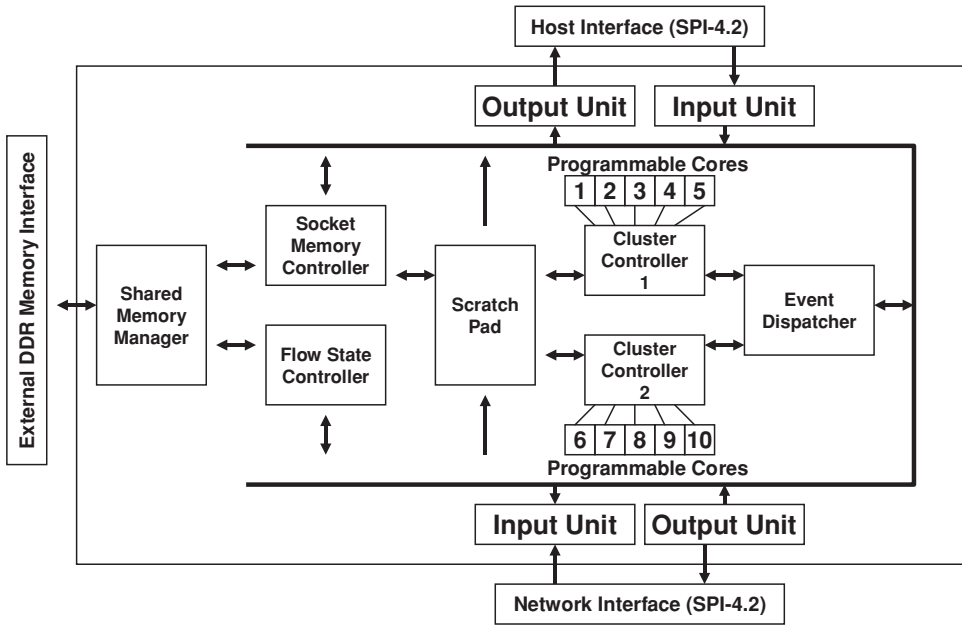 Host Interface (SPI-4.2)
Output Unit
Input Unit
Programmable Cores
1 2 3 4 5
External DDR Memory Interface
Shared
Memory
Manager
Socket
Memory
Controller
Flow State
Controller
Scratch
Pad
Cluster
Controller
1
Cluster
Controller
2
Event
Dispatcher
6 7 8 9 10
Programmable Cores
Input Unit
Output Unit
Network Interface (SPI-4.2)